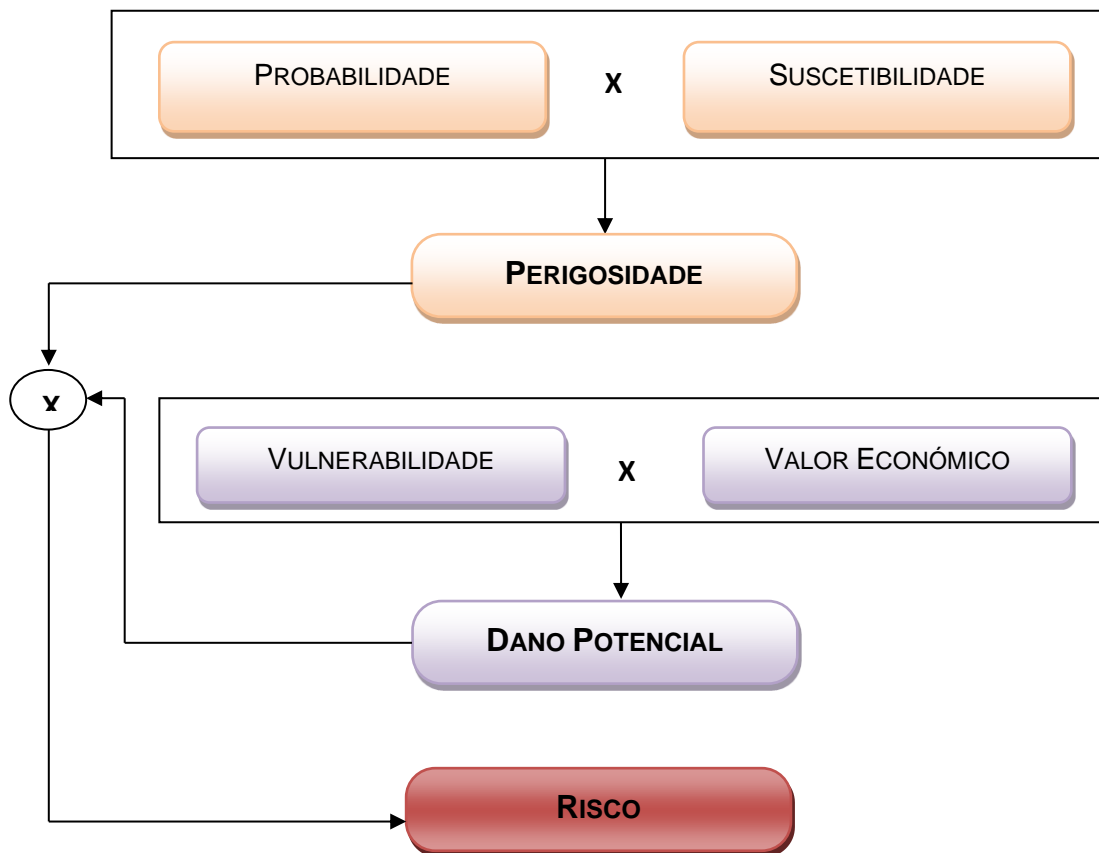 PROBABILIDADE X SUSCETIBILIDADE
PERIGOSIDADE
X
VULNERABILIDADE X VALOR ECONÓMICO
DANO POTENCIAL
RISCO